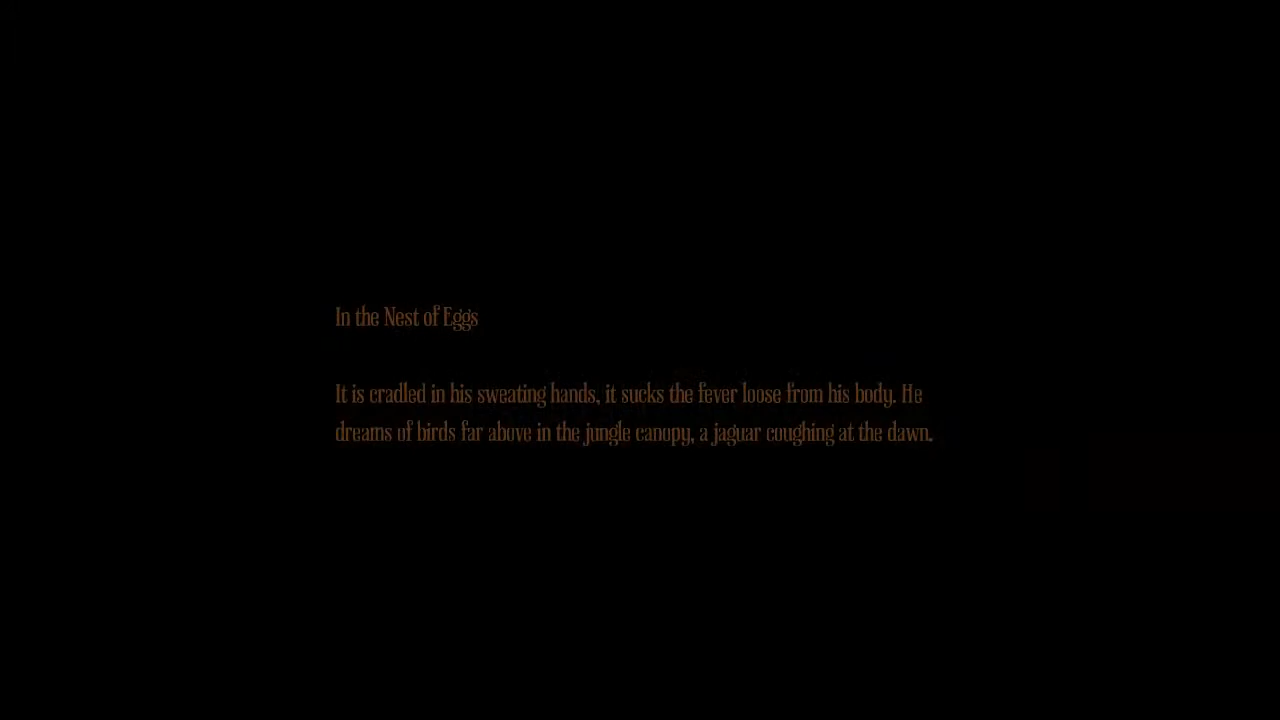 In the Nest of Eggs
It is cradled in his sweating hands, it sucks the fever loose from his body. He
dreams of birds far above in the jungle canopy, a jaguar coughing at the dawn.